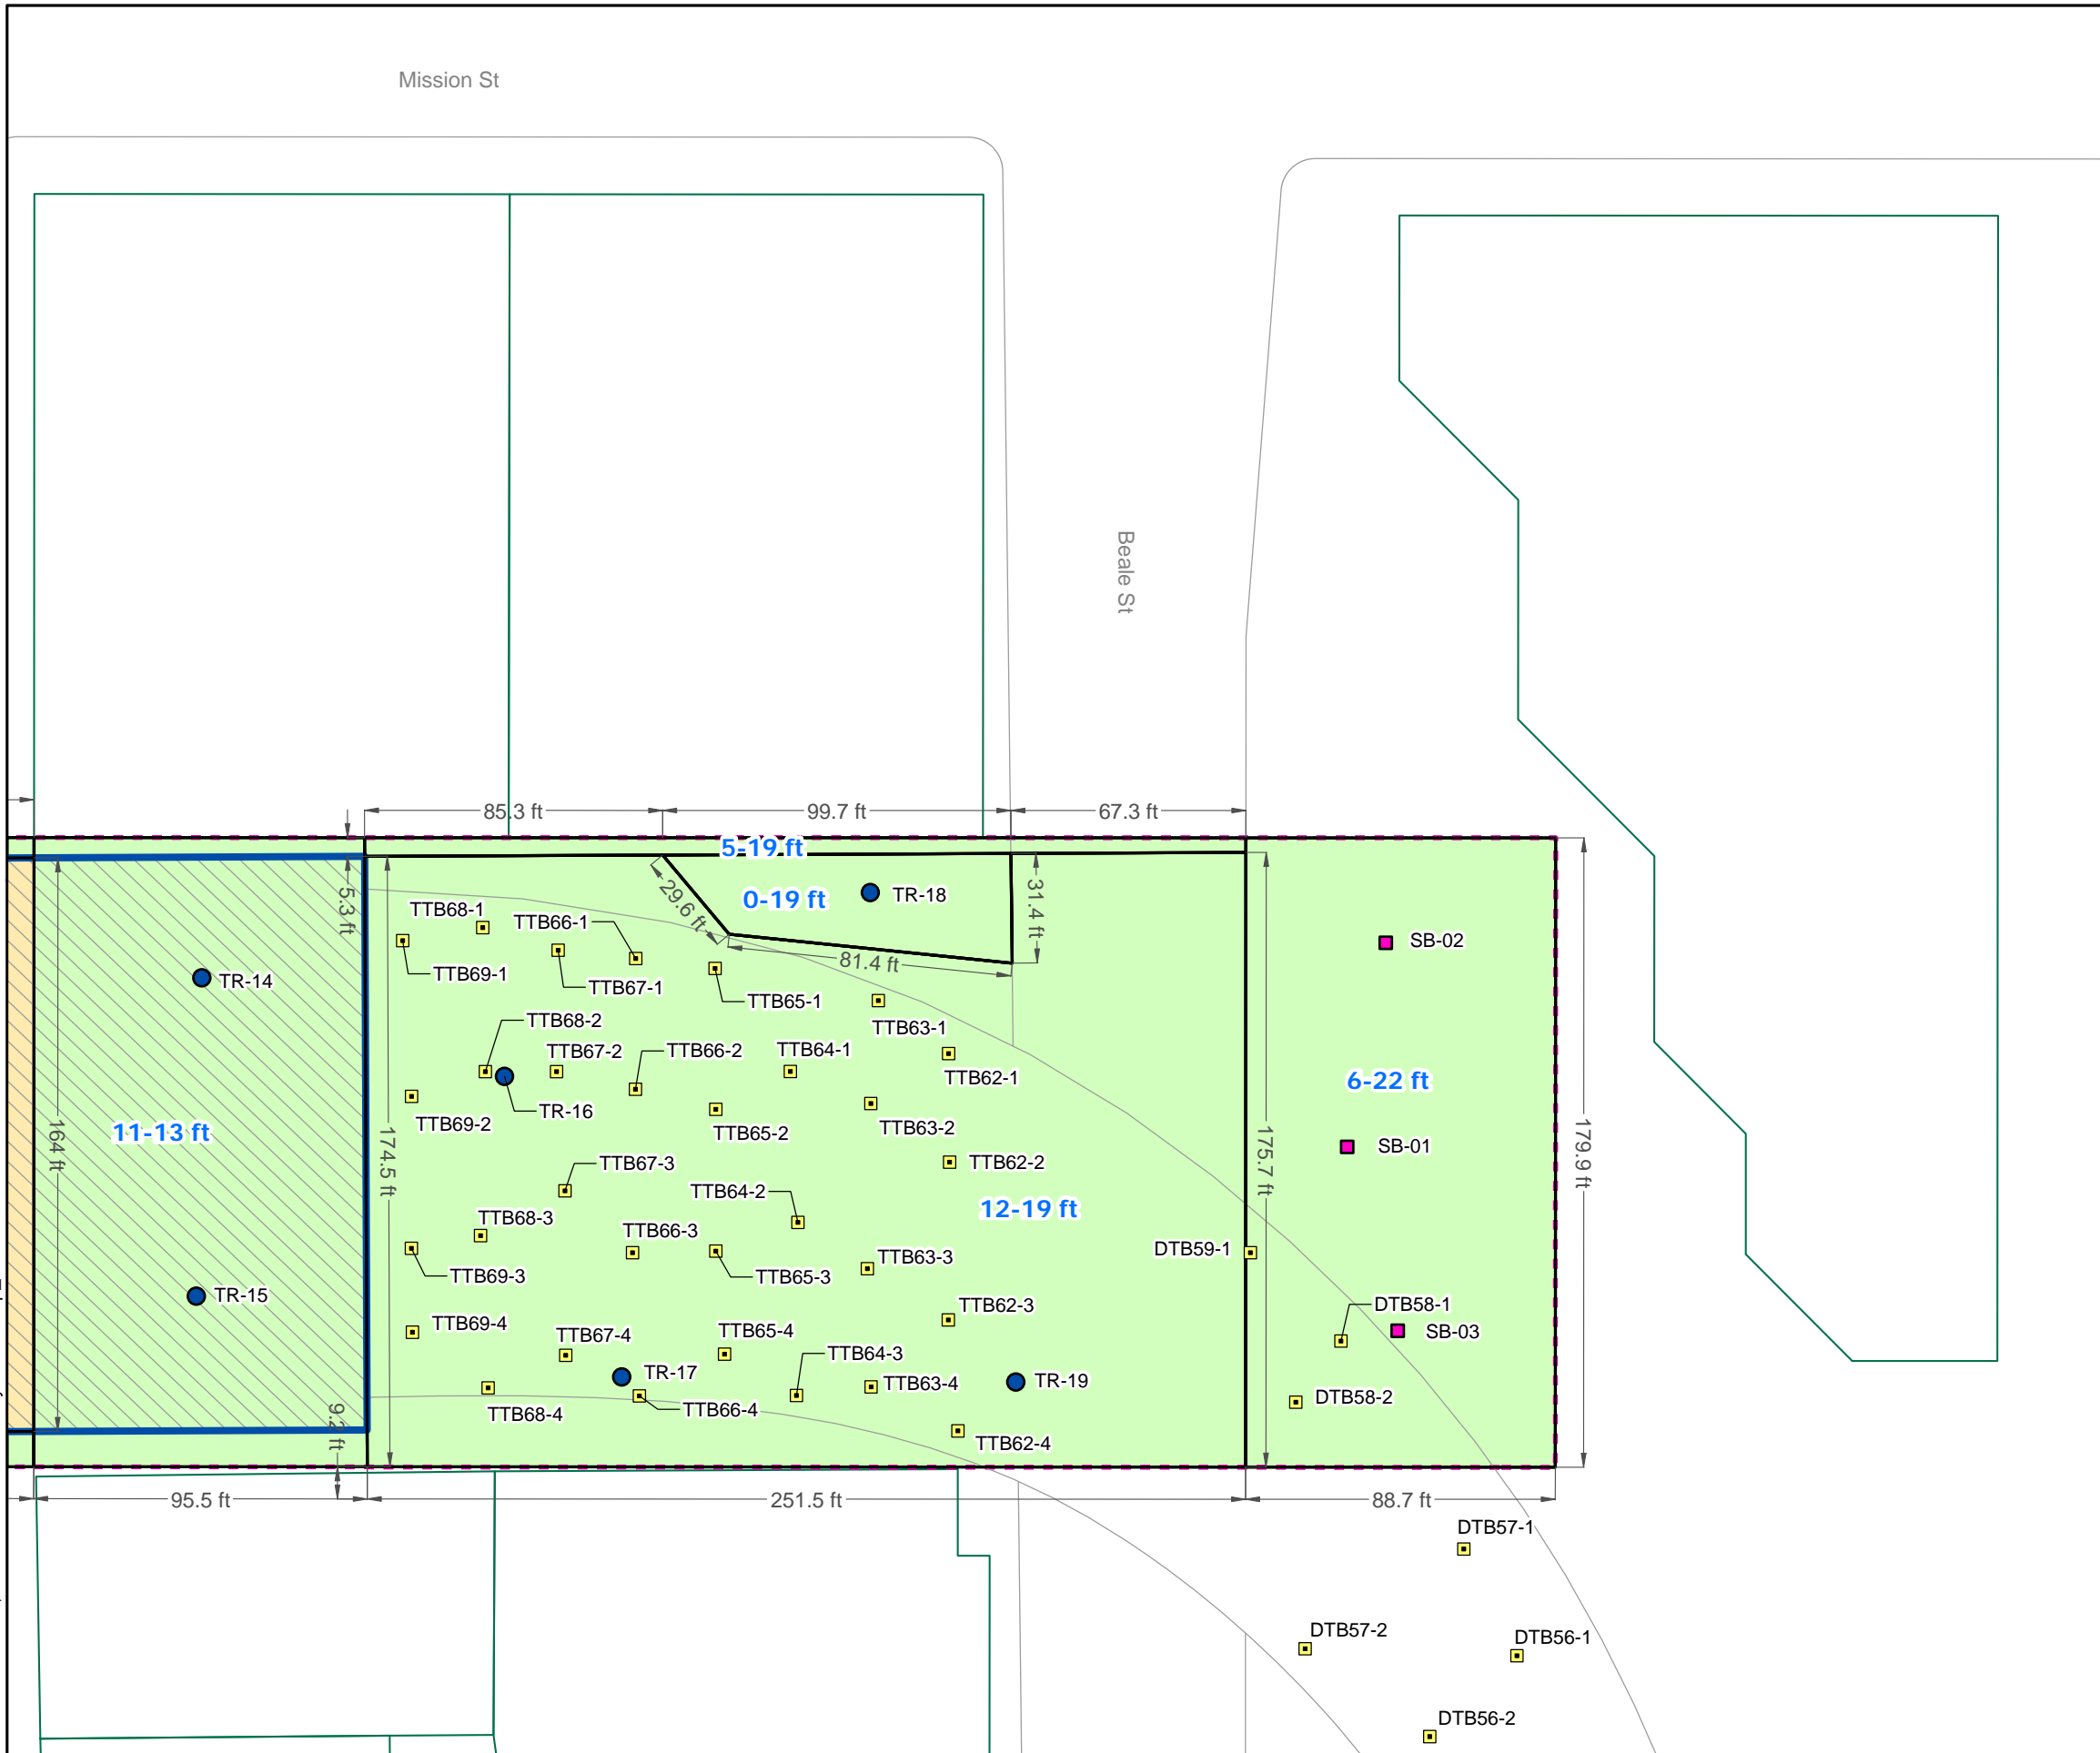 Mission St
Beale St
85.3 ft
99.7 ft
67.3 ft
5-19 ft
5.3 ft
29.6 ft
0-19 ft
TR-18
31.4 ft
81.4 ft
TTB68-1
TTB66-1
TTB69-1
TTB67-1
TTB65-1
SB-02
TR-14
TTB68-2
TTB63-1
TTB67-2
TTB66-2
TTB64-1
TTB62-1
6-22 ft
TR-16
TTB69-2
TTB65-2
TTB63-2
11-13 ft
164 ft
174.5 ft
175.7 ft
179.9 ft
SB-01
TTB67-3
TTB62-2
TTB64-2
12-19 ft
TTB68-3
TTB66-3
TTB63-3
DTB59-1
TTB69-3
TTB65-3
TR-15
TTB62-3
DTB58-1
TTB69-4
TTB67-4
TTB65-4
SB-03
TTB64-3
TR-17
TTB63-4
TR-19
DTB58-2
TTB68-4
TTB66-4
9.2 ft
TTB62-4
95.5 ft
251.5 ft
88.7 ft
DTB57-1
DTB57-2
DTB56-1
DTB56-2